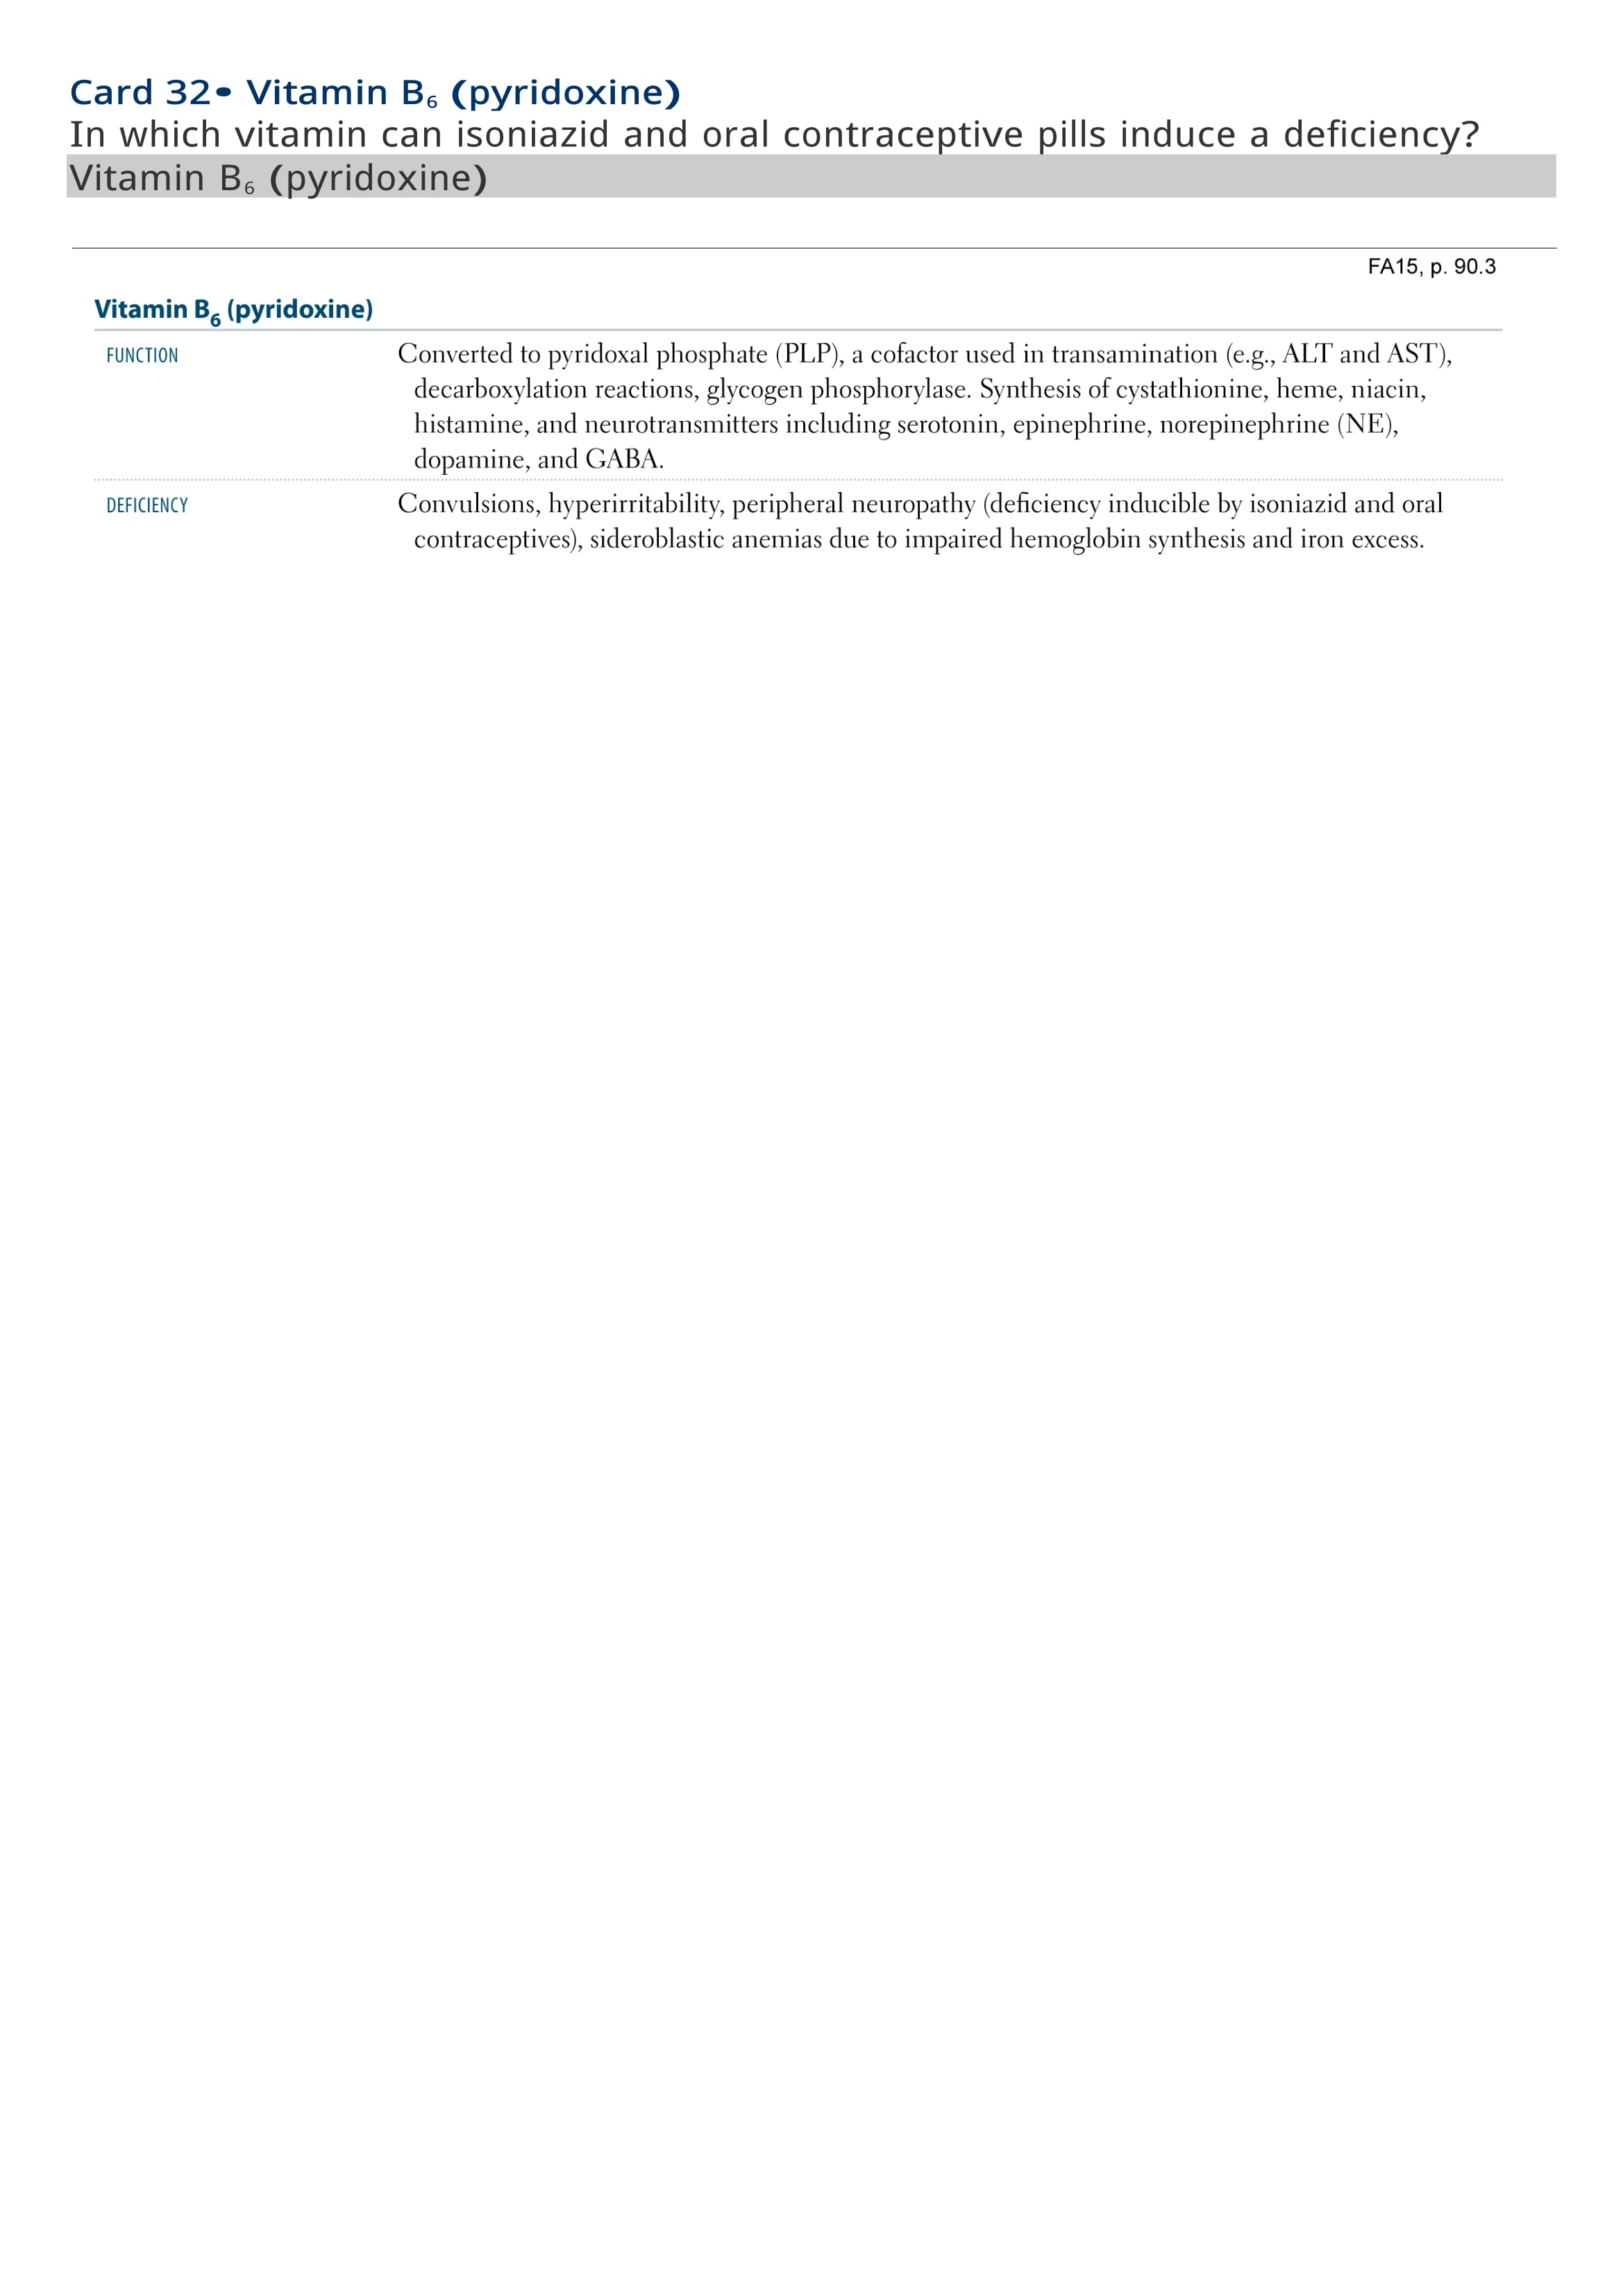 Card 32• Vitamin B₆ (pyridoxine)
In which vitamin can isoniazid and oral contraceptive pills induce a deficiency?
Vitamin B₆ (pyridoxine)
FA15, p. 90.3
Vitamin B₆ (pyridoxine)
FUNCTION Converted to pyridoxal phosphate (PLP), a cofactor used in transamination (e.g., ALT and AST),
decarboxylation reactions, glycogen phosphorylase. Synthesis of cystathionine, heme, niacin,
histamine, and neurotransmitters including serotonin, epinephrine, norepinephrine (NE),
dopamine, and GABA.
DEFICIENCY Convulsions, hyperirritability, peripheral neuropathy (deficiency inducible by isoniazid and oral
contraceptives), sideroblastic anemias due to impaired hemoglobin synthesis and iron excess.